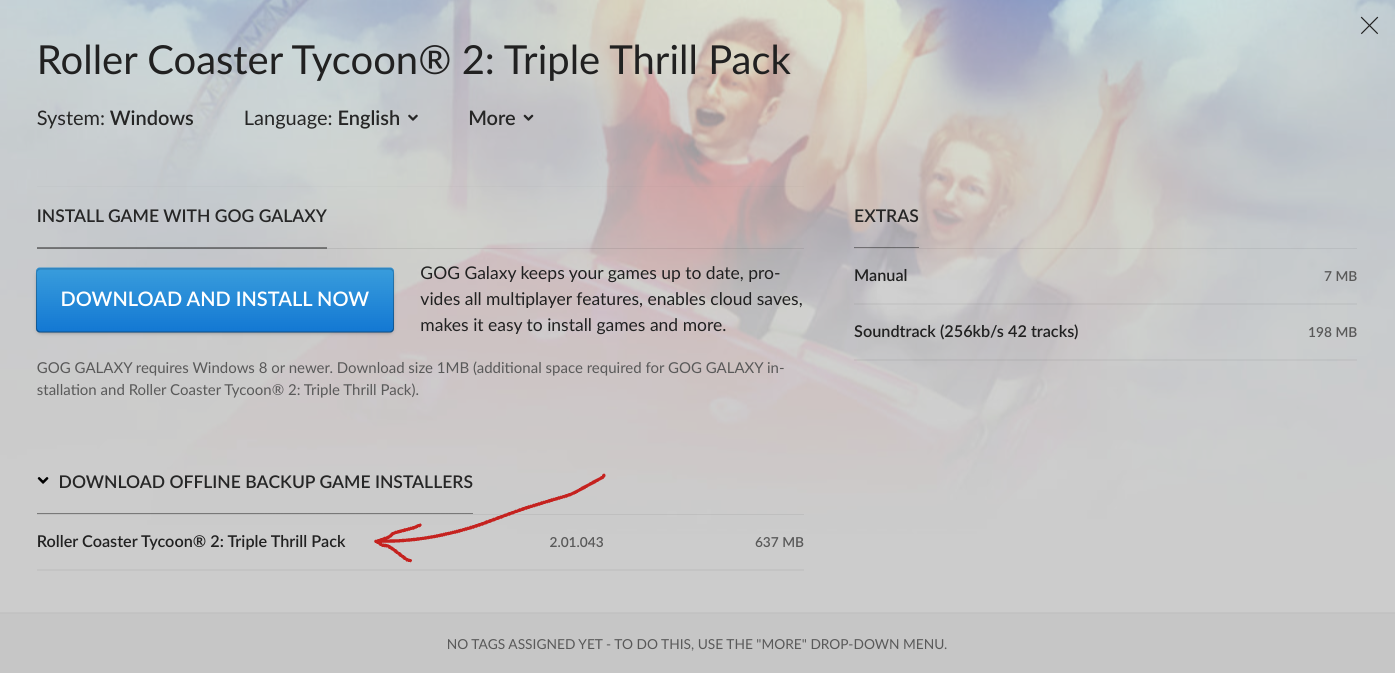 Roller Coaster Tycoon® 2: Triple Thrill Pack
System: Windows Language: English More
INSTALL GAME WITH GOG GALAXY
DOWNLOAD AND INSTALL NOW
GOG Galaxy keeps your games up to date, pro-
vides all multiplayer features, enables cloud saves,
makes it easy to install games and more.
GOG GALAXY requires Windows 8 or newer. Download size 1MB (additional space required for GOG GALAXY in-
stallation and Roller Coaster Tycoon® 2: Triple Thrill Pack).
EXTRAS
Manual 7 MB
Soundtrack (256kb/s 42 tracks) 198 MB
DOWNLOAD OFFLINE BACKUP GAME INSTALLERS
Roller Coaster Tycoon® 2: Triple Thrill Pack 2.01.043 637 MB
NO TAGS ASSIGNED YET - TO DO THIS, USE THE "MORE" DROP-DOWN MENU.